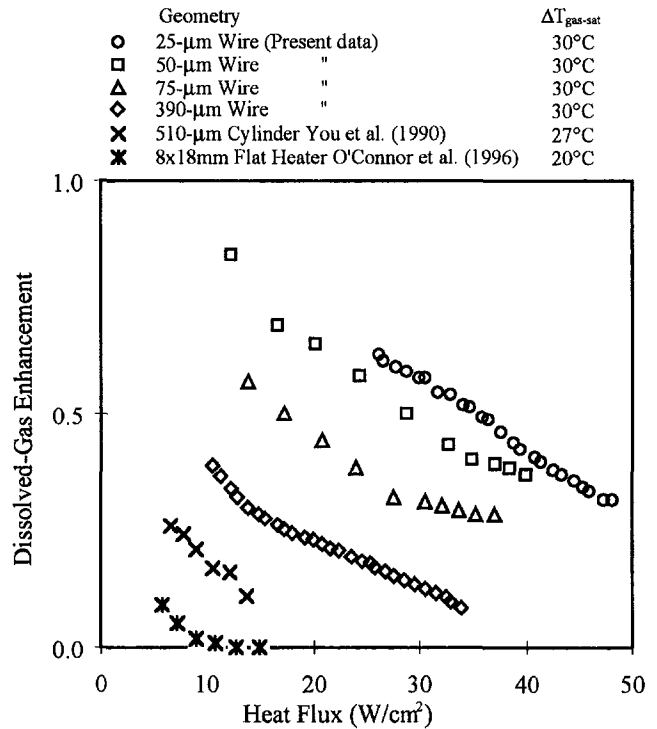 Geometry ΔTgas-sat
25-μm Wire (Present data) 30°C
50-μm Wire " 30°C
75-μm Wire " 30°C
390-μm Wire " 30°C
510-μm Cylinder You et al. (1990) 27°C
8x18mm Flat Heater O'Connor et al. (1996) 20°C
1.0
0.5
0.0
Dissolved-Gas Enhancement
0 10 20 30 40 50
Heat Flux (W/cm²)